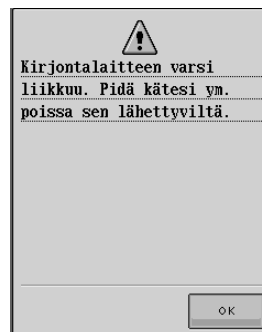 Kirjontalaitteen varsi
liikkuu. Pidä kätesi ym.
poissa sen lähettyviltä.
OK